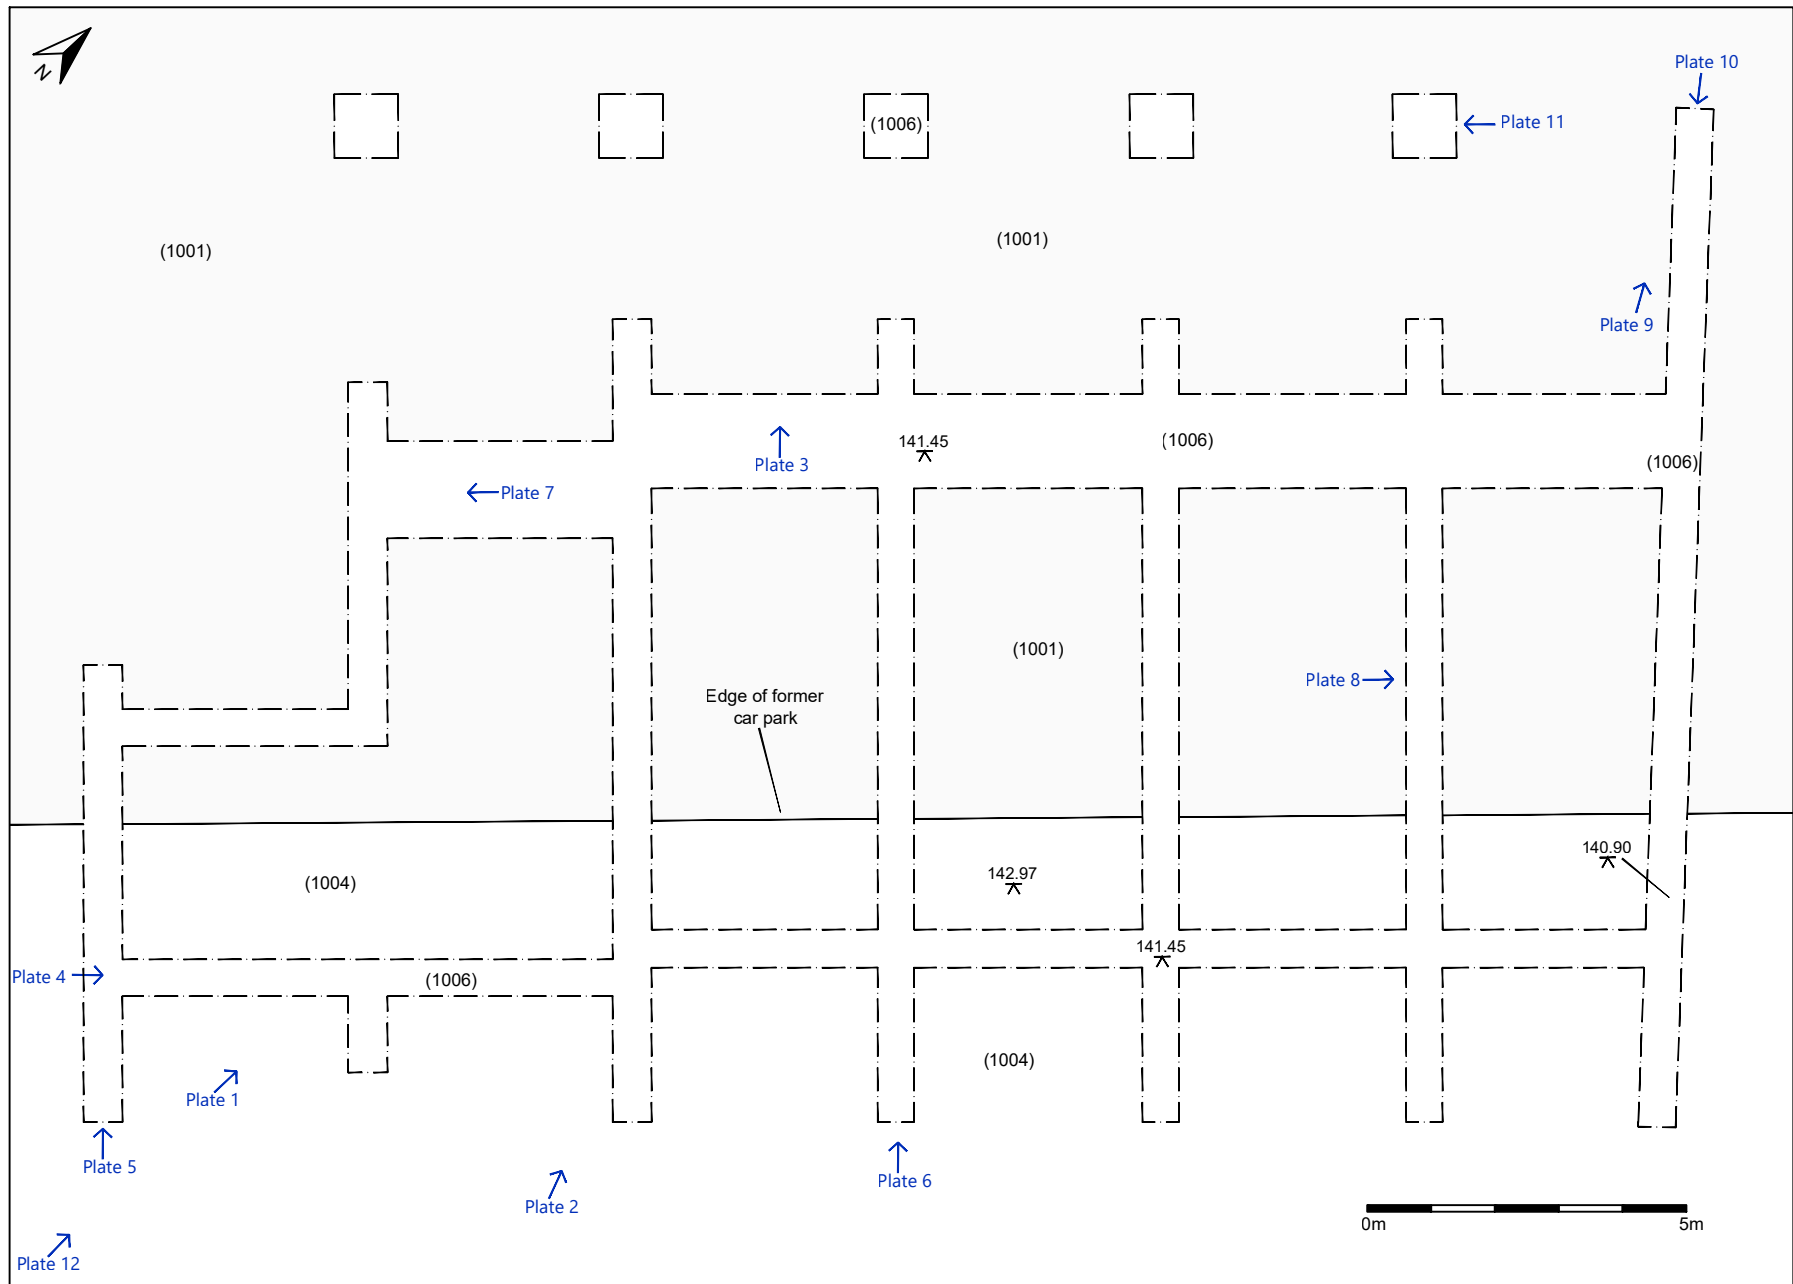 N
Plate 10
(1006)
Plate 11
(1001)
(1001)
Plate 9
141.45
(1006)
Plate 3
(1006)
Plate 7
(1001)
Plate 8
Edge of former
car park
140.90
142.97
(1004)
141.45
Plate 4
(1006)
(1004)
Plate 1
Plate 5
Plate 6
Plate 2
0m
5m
Plate 12